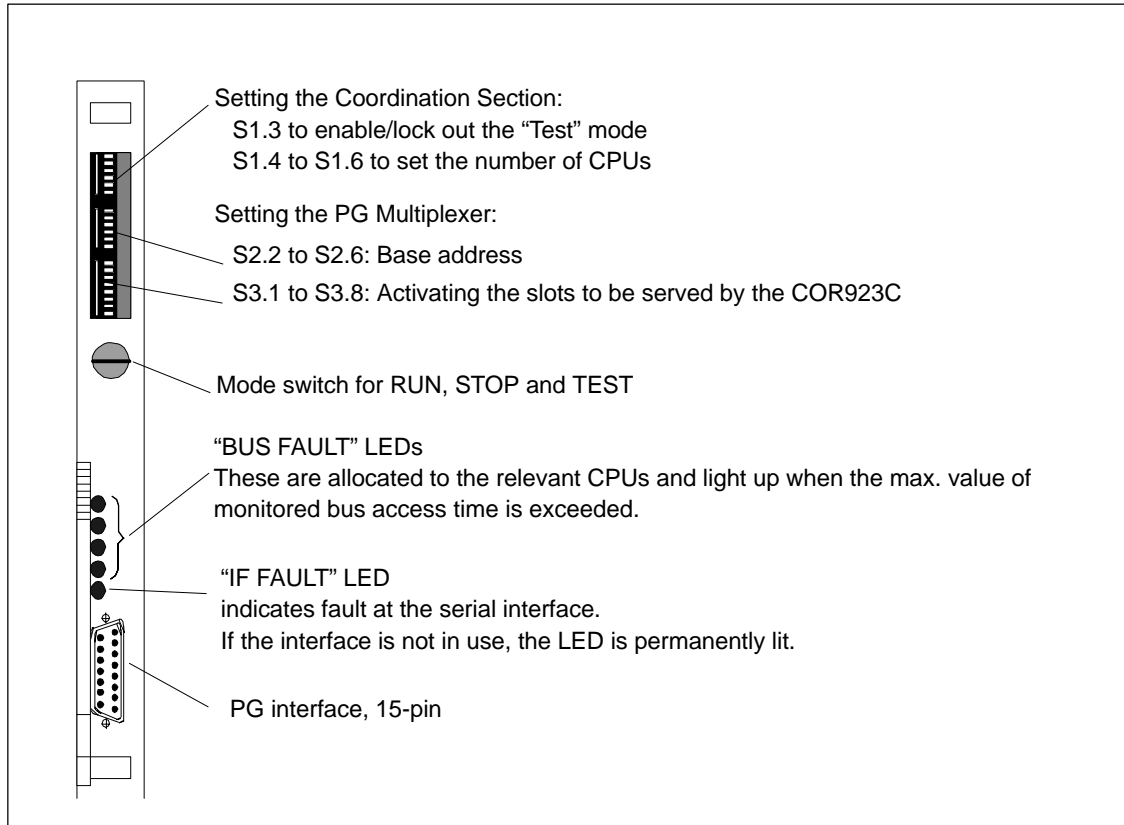 Setting the Coordination Section:
S1.3 to enable/lock out the “Test” mode
S1.4 to S1.6 to set the number of CPUs
Setting the PG Multiplexer:
S2.2 to S2.6: Base address
S3.1 to S3.8: Activating the slots to be served by the COR923C
Mode switch for RUN, STOP and TEST
“BUS FAULT” LEDs
These are allocated to the relevant CPUs and light up when the max. value of
monitored bus access time is exceeded.
“IF FAULT” LED
indicates fault at the serial interface.
If the interface is not in use, the LED is permanently lit.
PG interface, 15-pin